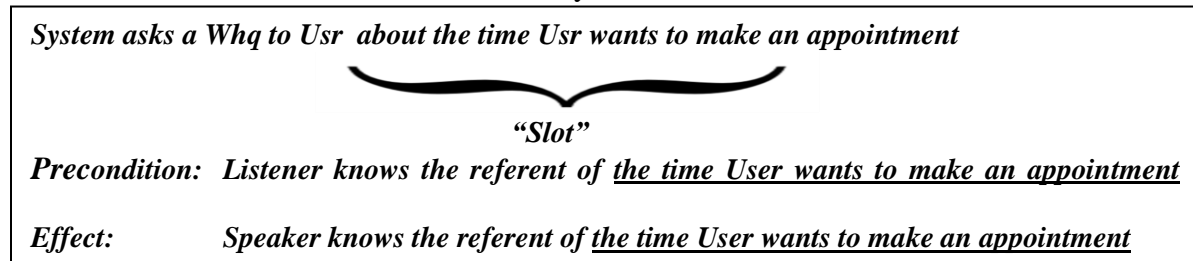 System asks a Whq to Usr about the time Usr wants to make an appointment
“Slot”
Precondition: Listener knows the referent of the time User wants to make an appointment
Effect: Speaker knows the referent of the time User wants to make an appointment